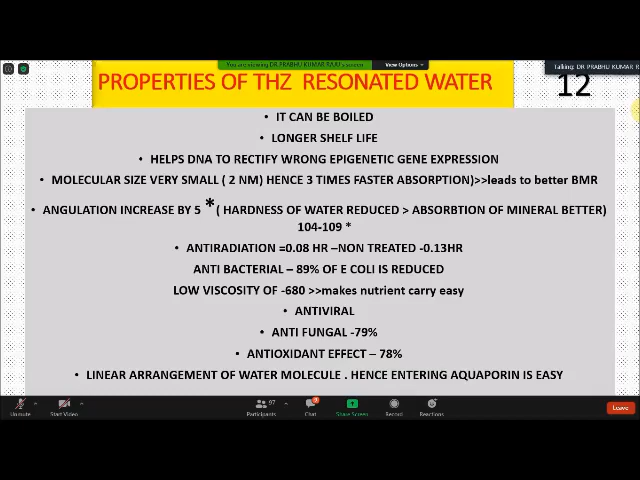 You are viewing DR PRABHU KUMAR RAJU's screen
View Options
Talking: DR PRABHU KUMAR R
PROPERTIES OF THZ RESONATED WATER
12
• IT CAN BE BOILED
• LONGER SHELF LIFE
• HELPS DNA TO RECTIFY WRONG EPIGENETIC GENE EXPRESSION
• MOLECULAR SIZE VERY SMALL ( 2 NM) HENCE 3 TIMES FASTER ABSORPTION)>>leads to better BMR
• ANGULATION INCREASE BY 5 * ( HARDNESS OF WATER REDUCED > ABSORBTION OF MINERAL BETTER)
104-109 *
• ANTIRADIATION =0.08 HR –NON TREATED -0.13HR
ANTI BACTERIAL – 89% OF E COLI IS REDUCED
LOW VISCOSITY OF -680 >>makes nutrient carry easy
• ANTIVIRAL
• ANTI FUNGAL -79%
• ANTIOXIDANT EFFECT – 78%
• LINEAR ARRANGEMENT OF WATER MOLECULE . HENCE ENTERING AQUAPORIN IS EASY
97
Unmute
Start Video
Participants
Chat
Share Screen
Record
Reactions
Leave